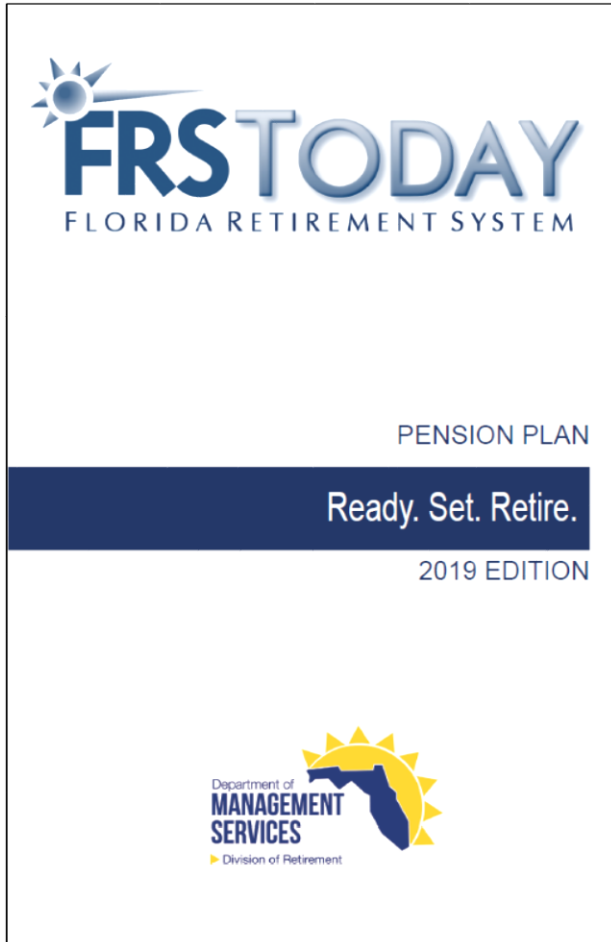 FRSTODAY
FLORIDA RETIREMENT SYSTEM
PENSION PLAN
Ready. Set. Retire.
2019 EDITION
Department of
MANAGEMENT
SERVICES
Division of Retirement